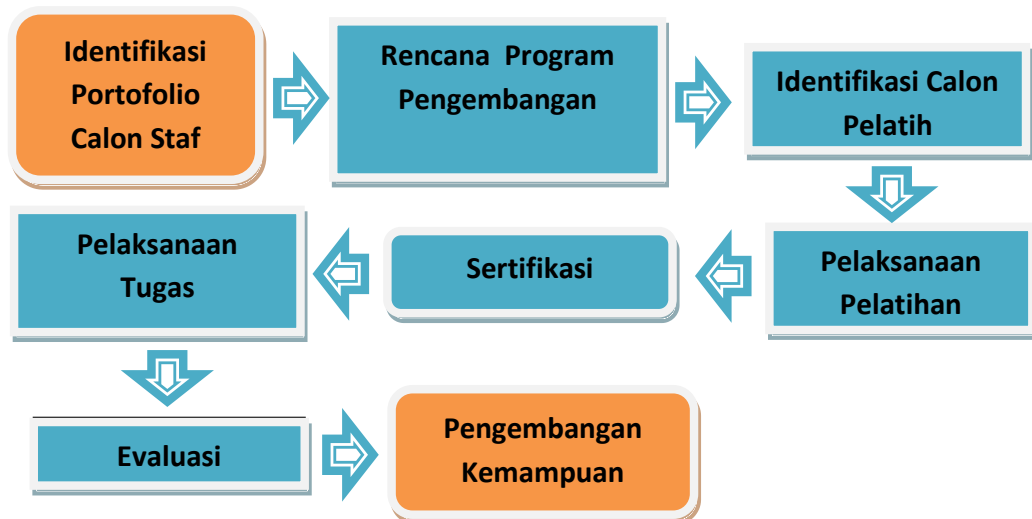 Identifikasi
Portofolio
Calon Staf
Rencana Program
Pengembangan
Identifikasi Calon
Pelatih
Pelaksanaan
Pelatihan
Sertifikasi
Pelaksanaan
Tugas
Evaluasi
Pengembangan
Kemampuan